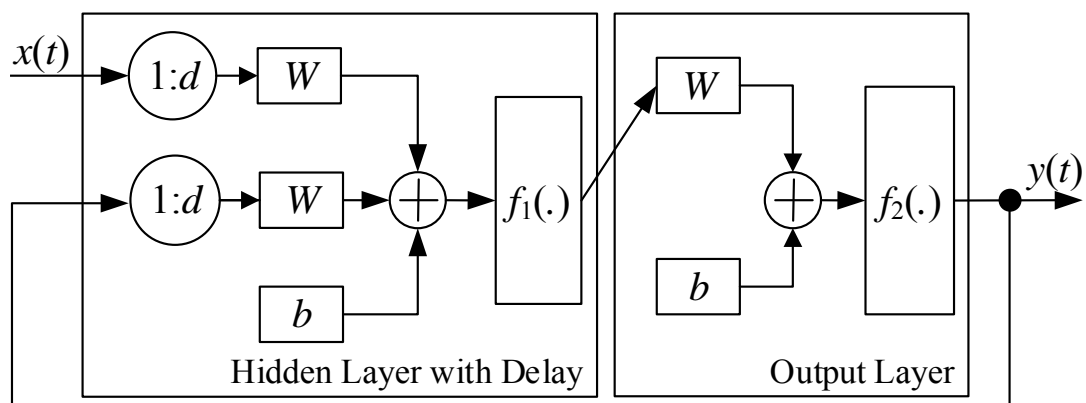 x(t)
1:d
W
1:d
W
b
f₁(.)
Hidden Layer with Delay
W
b
f₂(.)
Output Layer
y(t)